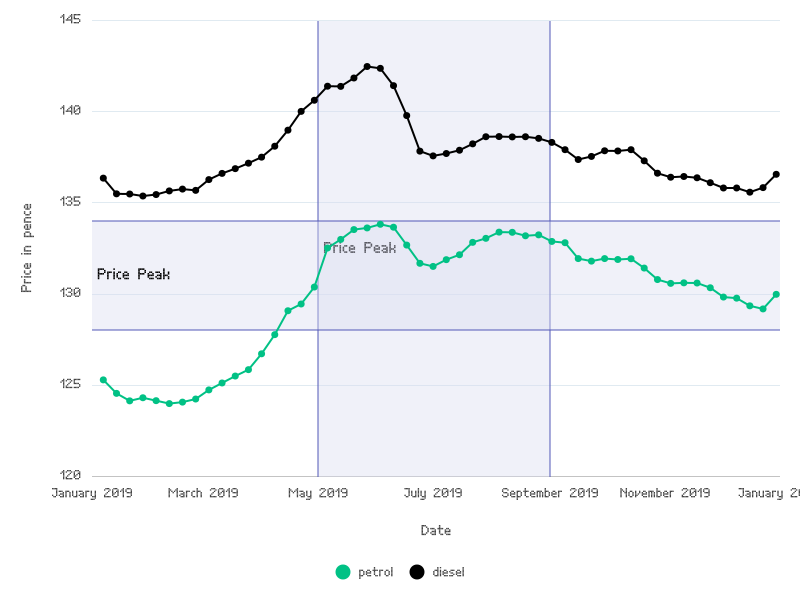 145
140
135
130
125
120
Price in pence
Price Peak
Price Peak
January 2019
March 2019
May 2019
July 2019
September 2019
November 2019
January 20
Date
petrol
diesel